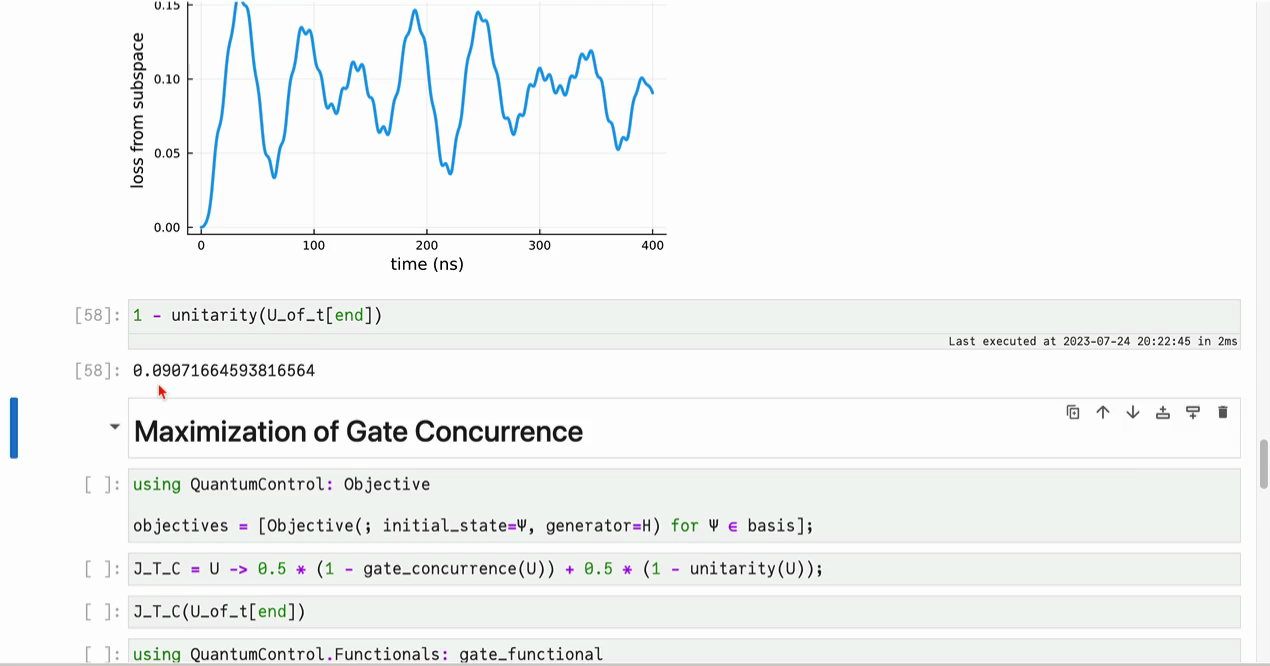 0.15
0.10
0.05
0.00
loss from subspace
0 100 200 300 400
time (ns)
[58]: 1 - unitarity(U_of_t[end])
Last executed at 2023-07-24 20:22:45 in 2ms
[58]: 0.09071664593816564
Maximization of Gate Concurrence
[ ]: using QuantumControl: Objective
objectives = [Objective(; initial_state=Ψ, generator=H) for Ψ ∈ basis];
[ ]: J_T_C = U -> 0.5 * (1 - gate_concurrence(U)) + 0.5 * (1 - unitarity(U));
[ ]: J_T_C(U_of_t[end])
[ ]: using QuantumControl.Functionals: gate_functional